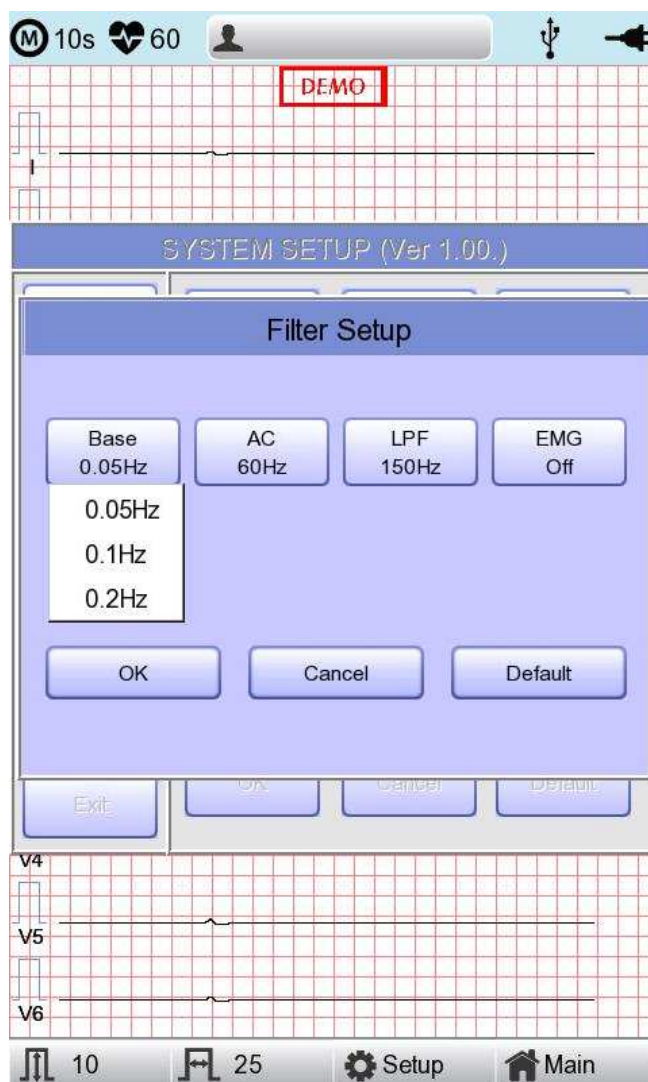 M 10s 60
DEMO
I
SYSTEM SETUP (Ver 1.00.)
Filter Setup
Base AC LPF EMG
0.05Hz 60Hz 150Hz Off
0.05Hz
0.1Hz
0.2Hz
OK Cancel Default
Exit OK Cancel Default
V4
V5
V6
10 25 Setup Main